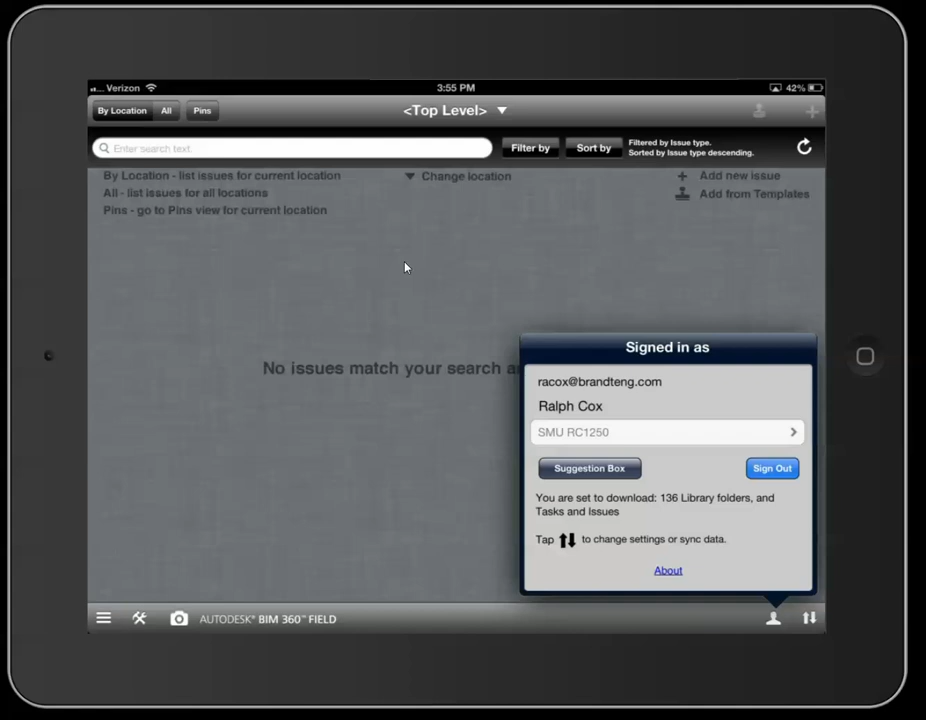 Verizon
3:55 PM
42%
By Location All Pins
<Top Level>
Enter search text.
Filter by
Sort by
Filtered by Issue type.
Sorted by Issue type descending.
By Location - list issues for current location
All - list issues for all locations
Pins - go to Pins view for current location
Change location
Add new issue
Add from Templates
No issues match your search
Signed in as
racox@brandteng.com
Ralph Cox
SMU RC1250
Suggestion Box
Sign Out
You are set to download: 136 Library folders, and
Tasks and Issues
Tap to change settings or sync data.
About
AUTODESK® BIM 360™ FIELD